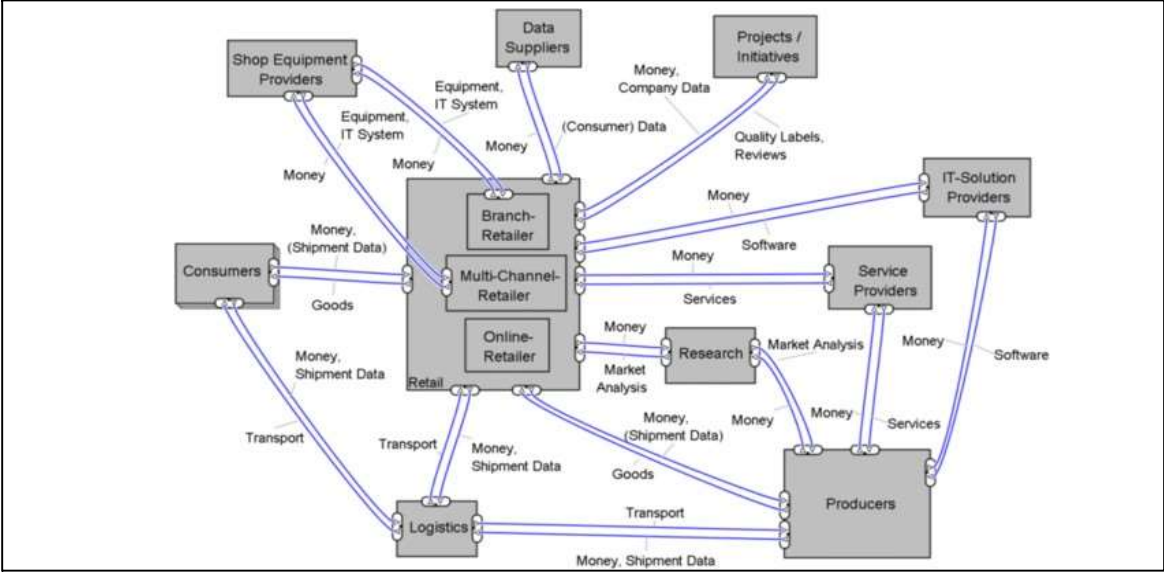 Data
Suppliers
Projects /
Initiatives
Shop Equipment
Providers
Money,
Company Data
Equipment,
IT System
Equipment,
IT System
(Consumer) Data
Money
Quality Labels,
Reviews
Money
Money
IT-Solution
Providers
Money
Branch-
Retailer
Money,
(Shipment Data)
Software
Consumers
Multi-Channel-
Retailer
Money
Service
Providers
Goods
Services
Online-
Retailer
Money
Research
Market Analysis
Money
Software
Market
Analysis
Money,
Shipment Data
Retail
Money
Money
Services
Money,
(Shipment Data)
Transport
Transport
Money,
Shipment Data
Goods
Producers
Logistics
Transport
Money, Shipment Data